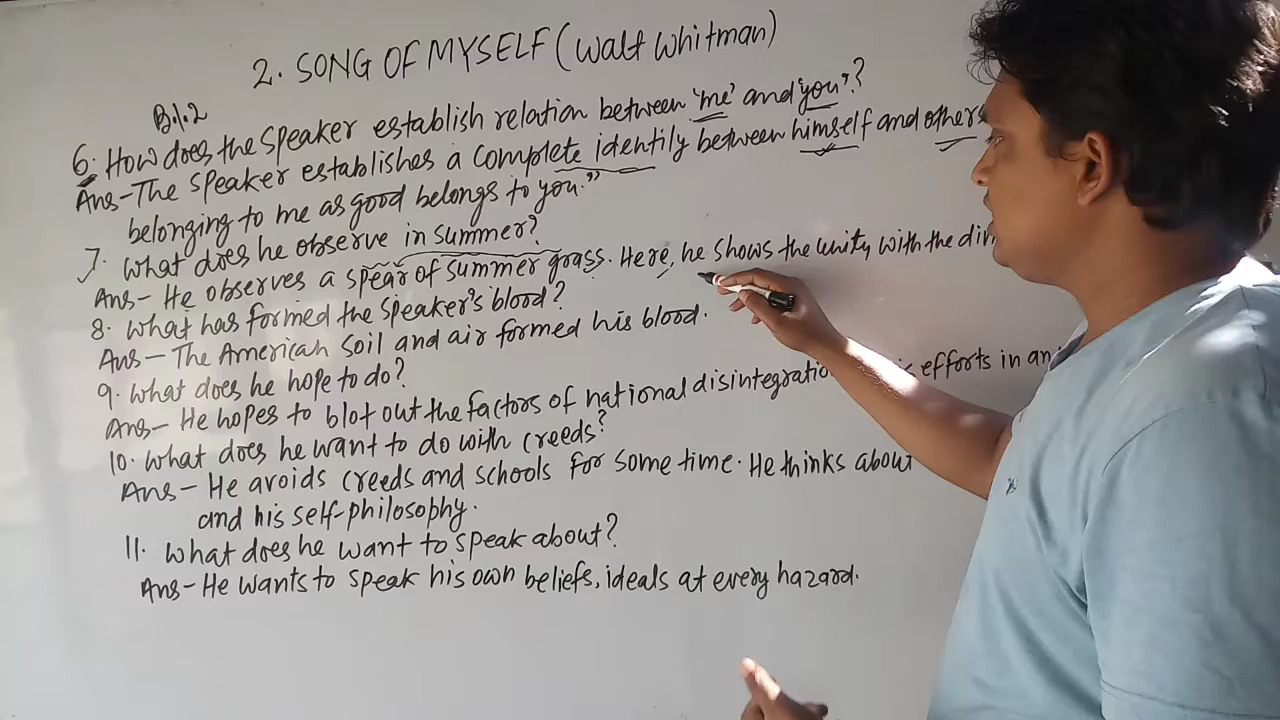 2. SONG OF MYSELF (Walt Whitman)
B.1.2
6. How does the speaker establish relation between 'me' and 'you'?
Ans- The speaker establishes a complete identity between himself and others
belonging to me as good belongs to you."
7. What does he observe in summer?
Ans- He observes a spear of summer grass. Here, he shows the unity with the
8. What has formed the speaker's blood?
Ans- The American soil and air formed his blood.
9. What does he hope to do?
Ans- He hopes to blot out the factors of national efforts in
10. What does he want to do with creeds?
Ans- He avoids creeds and schools for some time. He thinks about
and his self-philosophy.
11. What does he want to speak about?
Ans- He wants to speak his own beliefs, ideals at every hazard.